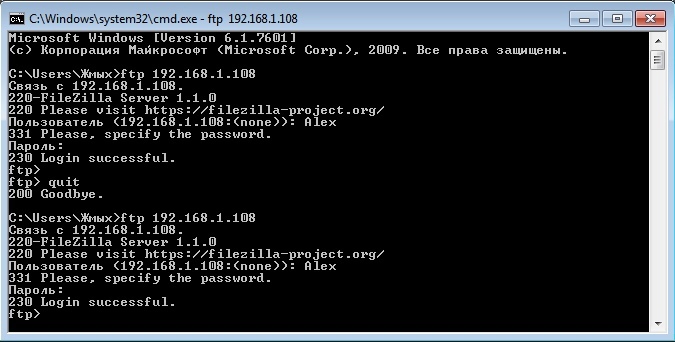 C:\Windows\system32\cmd.exe - ftp 192.168.1.108
Microsoft Windows [Version 6.1.7601]
(c) Корпорация Майкрософт (Microsoft Corp.), 2009. Все права защищены.
C:\Users\Жмых>ftp 192.168.1.108
Связь с 192.168.1.108.
220-FileZilla Server 1.1.0
220 Please visit https://filezilla-project.org/
Пользователь (192.168.1.108:(none)): Alex
331 Please, specify the password.
Пароль:
230 Login successful.
ftp>
ftp> quit
200 Goodbye.
C:\Users\Жмых>ftp 192.168.1.108
Связь с 192.168.1.108.
220-FileZilla Server 1.1.0
220 Please visit https://filezilla-project.org/
Пользователь (192.168.1.108:(none)): Alex
331 Please, specify the password.
Пароль:
230 Login successful.
ftp>